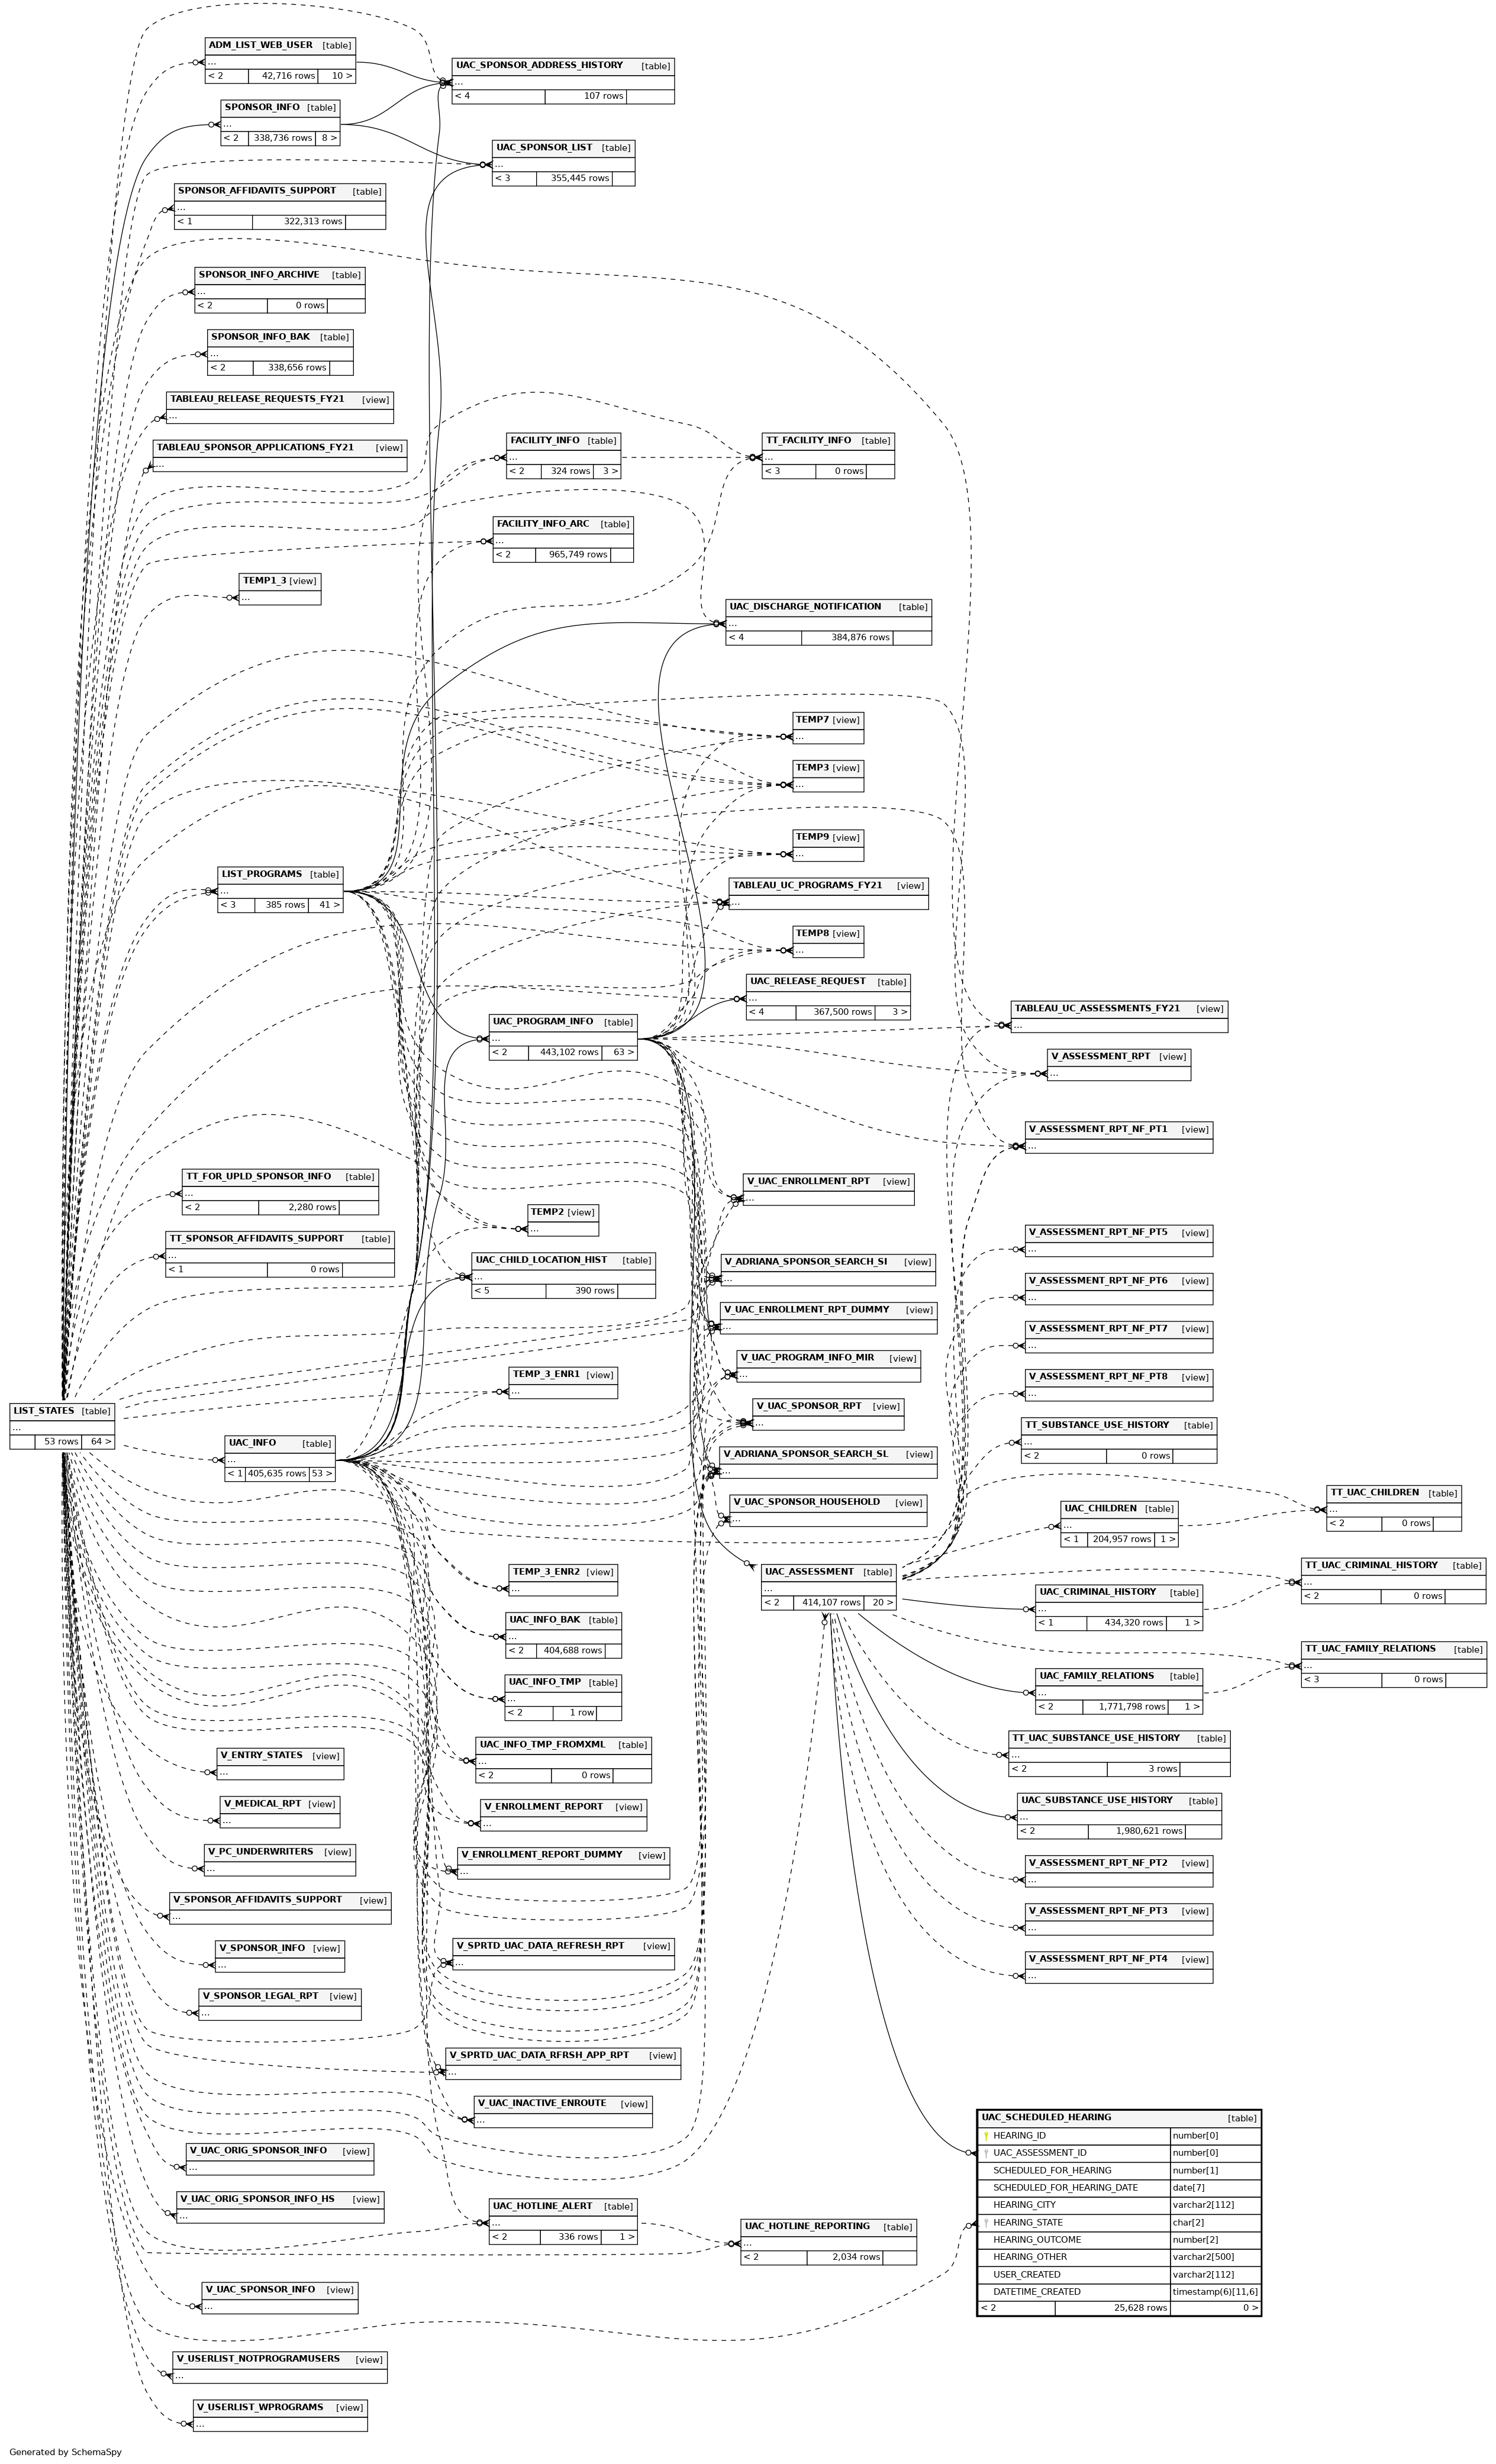 ADM_LIST_WEB_USER [table]
...
< 2 42,716 rows 10 >
UAC_SPONSOR_ADDRESS_HISTORY [table]
...
< 4 107 rows
SPONSOR_INFO [table]
...
< 2 338,736 rows 8 >
UAC_SPONSOR_LIST [table]
...
< 3 355,445 rows
SPONSOR_AFFIDAVITS_SUPPORT [table]
...
< 1 322,313 rows
SPONSOR_INFO_ARCHIVE [table]
...
< 2 0 rows
SPONSOR_INFO_BAK [table]
...
< 2 338,656 rows
TABLEAU_RELEASE_REQUESTS_FY21 [view]
...
TABLEAU_SPONSOR_APPLICATIONS_FY21 [view]
...
FACILITY_INFO [table]
...
< 2 324 rows 3 >
TT_FACILITY_INFO [table]
...
< 3 0 rows
FACILITY_INFO_ARC [table]
...
< 2 965,749 rows
TEMP1_3 [view]
...
UAC_DISCHARGE_NOTIFICATION [table]
...
< 4 384,876 rows
TEMP7 [view]
...
TEMP3 [view]
...
TEMP9 [view]
...
LIST_PROGRAMS [table]
...
< 3 385 rows 41 >
TABLEAU_UC_PROGRAMS_FY21 [view]
...
TEMP8 [view]
...
UAC_RELEASE_REQUEST [table]
...
< 4 367,500 rows 3 >
TABLEAU_UC_ASSESSMENTS_FY21 [view]
...
UAC_PROGRAM_INFO [table]
...
< 2 443,102 rows 63 >
V_ASSESSMENT_RPT [view]
...
V_ASSESSMENT_RPT_NF_PT1 [view]
...
TT_FOR_UPLD_SPONSOR_INFO [table]
...
< 2 2,280 rows
V_UAC_ENROLLMENT_RPT [view]
...
TEMP2 [view]
...
TT_SPONSOR_AFFIDAVITS_SUPPORT [table]
...
< 1 0 rows
V_ASSESSMENT_RPT_NF_PT5 [view]
...
UAC_CHILD_LOCATION_HIST [table]
...
< 5 390 rows
V_ADRIANA_SPONSOR_SEARCH_SI [view]
...
V_ASSESSMENT_RPT_NF_PT6 [view]
...
V_UAC_ENROLLMENT_RPT_DUMMY [view]
...
V_ASSESSMENT_RPT_NF_PT7 [view]
...
V_UAC_PROGRAM_INFO_MIR [view]
...
TEMP_3_ENR1 [view]
...
V_ASSESSMENT_RPT_NF_PT8 [view]
...
LIST_STATES [table]
...
53 rows 64 >
V_UAC_SPONSOR_RPT [view]
...
TT_SUBSTANCE_USE_HISTORY [table]
...
< 2 0 rows
UAC_INFO [table]
...
< 1 405,635 rows 53 >
V_ADRIANA_SPONSOR_SEARCH_SL [view]
...
V_UAC_SPONSOR_HOUSEHOLD [view]
...
UAC_CHILDREN [table]
...
< 1 204,957 rows 1 >
TT_UAC_CHILDREN [table]
...
< 2 0 rows
TEMP_3_ENR2 [view]
...
UAC_ASSESSMENT [table]
...
< 2 414,107 rows 20 >
TT_UAC_CRIMINAL_HISTORY [table]
...
< 2 0 rows
UAC_CRIMINAL_HISTORY [table]
...
< 1 434,320 rows 1 >
UAC_INFO_BAK [table]
...
< 2 404,688 rows
TT_UAC_FAMILY_RELATIONS [table]
...
< 3 0 rows
UAC_FAMILY_RELATIONS [table]
...
< 2 1,771,798 rows 1 >
UAC_INFO_TMP [table]
...
< 2 1 row
TT_UAC_SUBSTANCE_USE_HISTORY [table]
...
< 2 3 rows
UAC_INFO_TMP_FROMXML [table]
...
< 2 0 rows
V_ENTRY_STATES [view]
...
UAC_SUBSTANCE_USE_HISTORY [table]
...
< 2 1,980,621 rows
V_MEDICAL_RPT [view]
...
V_ENROLLMENT_REPORT [view]
...
V_PC_UNDERWRITERS [view]
...
V_ENROLLMENT_REPORT_DUMMY [view]
...
V_ASSESSMENT_RPT_NF_PT2 [view]
...
V_SPONSOR_AFFIDAVITS_SUPPORT [view]
...
V_ASSESSMENT_RPT_NF_PT3 [view]
...
V_SPONSOR_INFO [view]
...
V_SPRTD_UAC_DATA_REFRESH_RPT [view]
...
V_ASSESSMENT_RPT_NF_PT4 [view]
...
V_SPONSOR_LEGAL_RPT [view]
...
V_SPRTD_UAC_DATA_RFRSH_APP_RPT [view]
...
V_UAC_INACTIVE_ENROUTE [view]
...
V_UAC_ORIG_SPONSOR_INFO [view]
...
V_UAC_ORIG_SPONSOR_INFO_HS [view]
...
UAC_HOTLINE_ALERT [table]
...
< 2 336 rows 1 >
UAC_HOTLINE_REPORTING [table]
...
< 2 2,034 rows
UAC_SCHEDULED_HEARING [table]
HEARING_ID number[0]
UAC_ASSESSMENT_ID number[0]
SCHEDULED_FOR_HEARING number[1]
SCHEDULED_FOR_HEARING_DATE date[7]
HEARING_CITY varchar2[112]
HEARING_STATE char[2]
HEARING_OUTCOME number[2]
HEARING_OTHER varchar2[500]
USER_CREATED varchar2[112]
DATETIME_CREATED timestamp(6)[11,6]
< 2 25,628 rows 0 >
V_UAC_SPONSOR_INFO [view]
...
V_USERLIST_NOTPROGRAMUSERS [view]
...
V_USERLIST_WPROGRAMS [view]
...
Generated by SchemaSpy